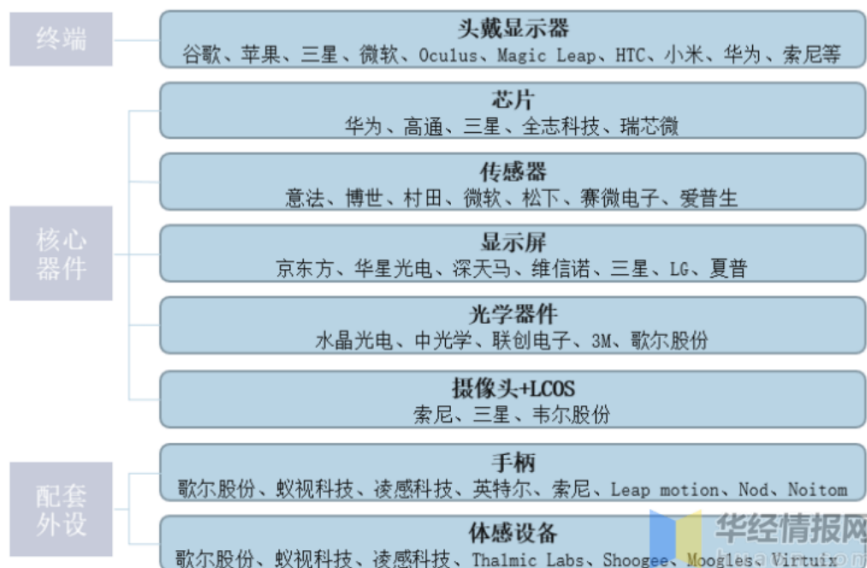 终端
头戴显示器
谷歌、苹果、三星、微软、Oculus、Magic Leap、HTC、小米、华为、索尼等
芯片
华为、高通、三星、全志科技、瑞芯微
传感器
意法、博世、村田、微软、松下、赛微电子、爱普生
核心
器件
显示屏
京东方、华星光电、深天马、维信诺、三星、LG、夏普
光学器件
水晶光电、中光学、联创电子、3M、歌尔股份
摄像头+LCOS
索尼、三星、韦尔股份
配套
外设
手柄
歌尔股份、蚁视科技、凌感科技、英特尔、索尼、Leap motion、Nod、Noitom
体感设备
歌尔股份、蚁视科技、凌感科技、Thalmic Labs、Shoogee、Moogles、Virtuix
华经情报网